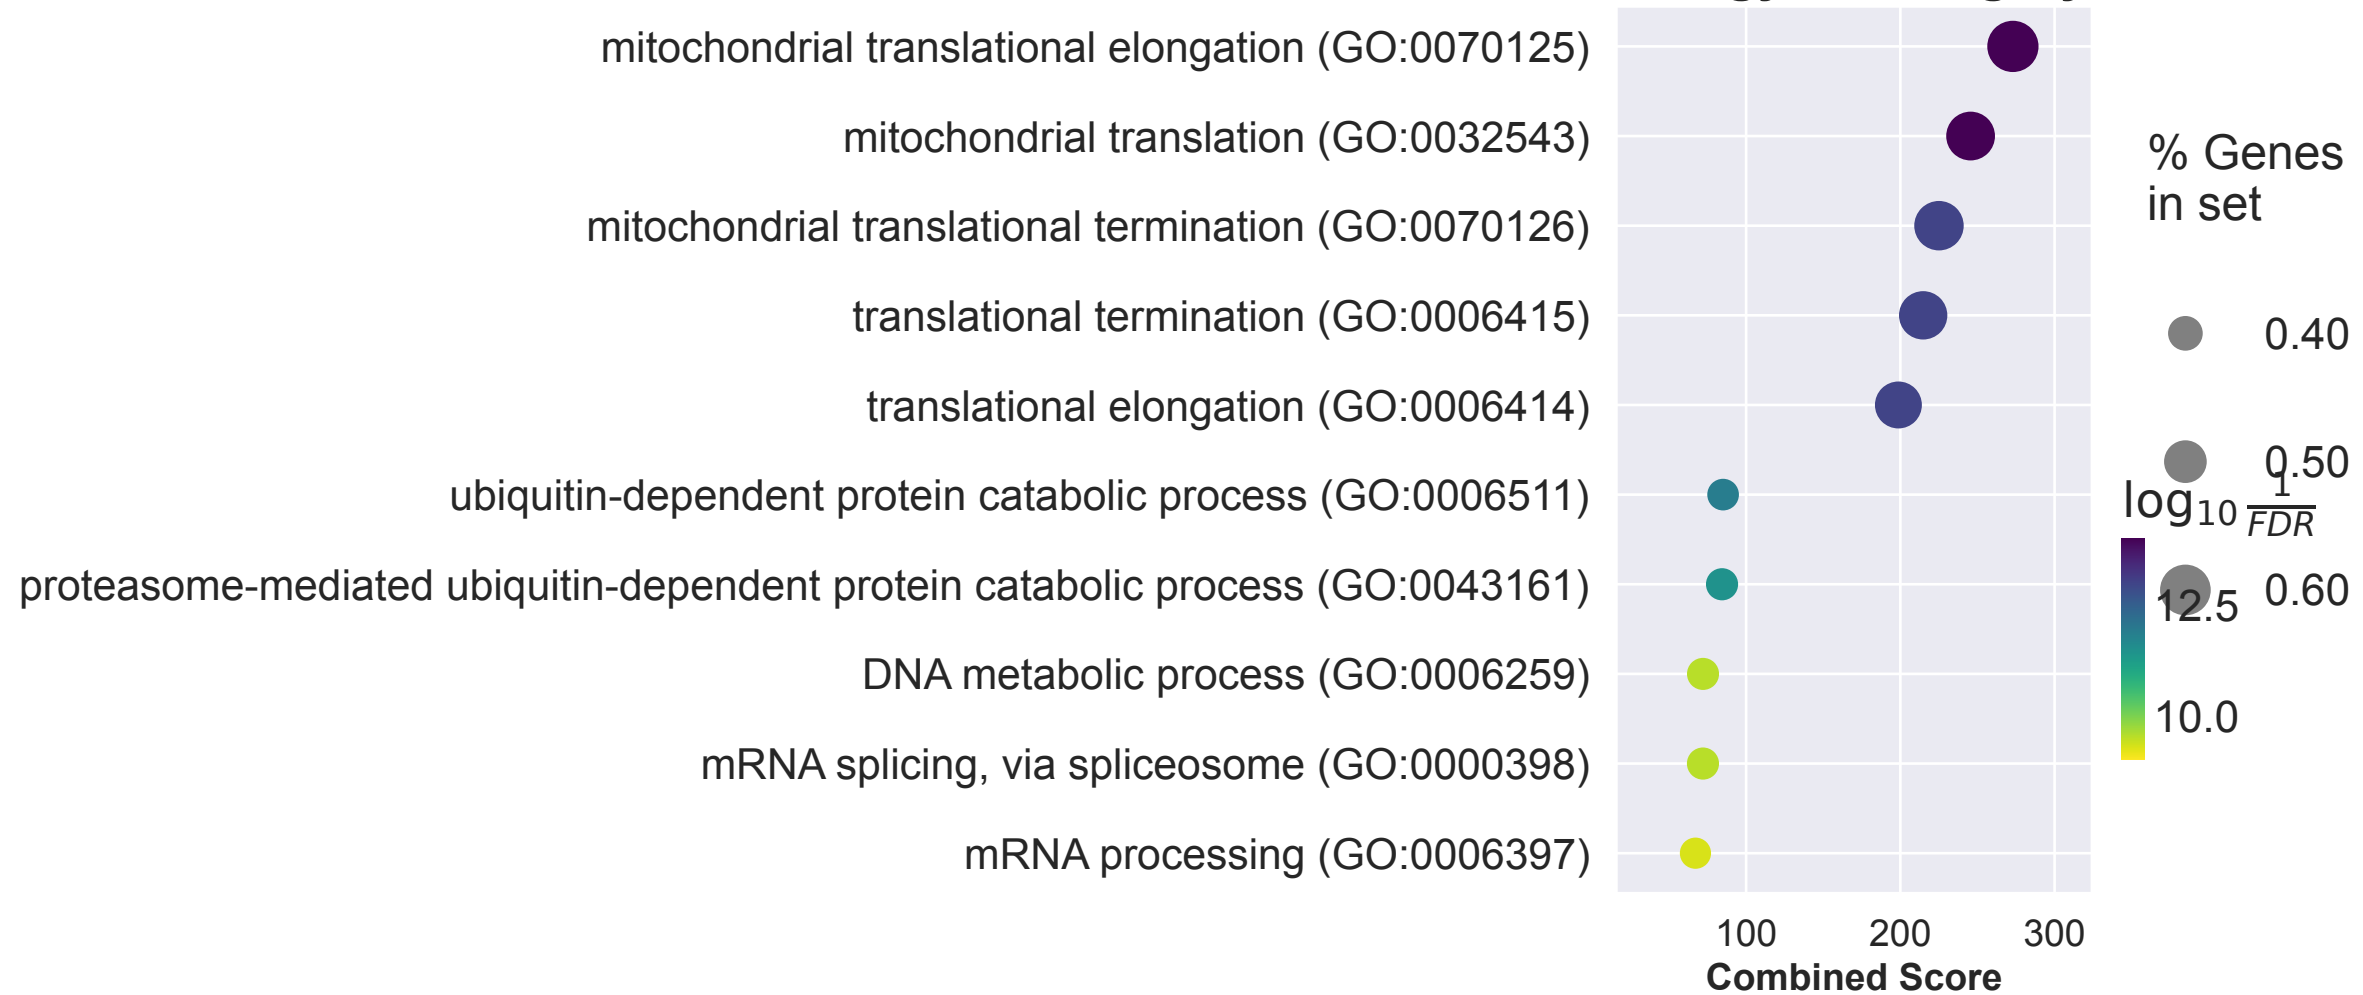 mitochondrial translational elongation (GO:0070125)
mitochondrial translation (GO:0032543)
mitochondrial translational termination (GO:0070126)
translational termination (GO:0006415)
translational elongation (GO:0006414)
ubiquitin-dependent protein catabolic process (GO:0006511)
proteasome-mediated ubiquitin-dependent protein catabolic process (GO:0043161)
DNA metabolic process (GO:0006259)
mRNA splicing, via spliceosome (GO:0000398)
mRNA processing (GO:0006397)
100 200 300
Combined Score
% Genes
in set
0.40
0.50
0.60
log₁₀ 1/FDR
12.5
10.0